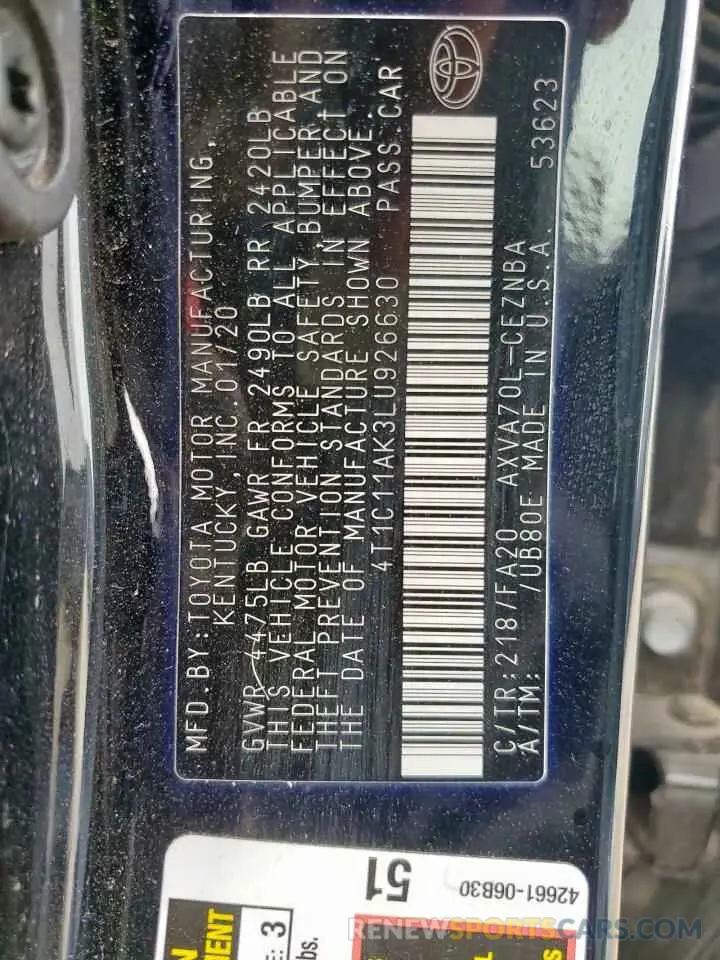 MFD.BY:TOYOTA MOTOR MANUFACTURING,
KENTUCKY, INC. 01/20
GVWR 4475LB GAWR FR 2490LB RR 2420LB
THIS VEHICLE CONFORMS TO ALL APPLICABLE
FEDERAL MOTOR VEHICLE SAFETY, BUMPER, AND
THEFT PREVENTION STANDARDS IN EFFECT ON
THE DATE OF MANUFACTURE SHOWN ABOVE.
4T1C11AK3LU926630 PASS.CAR
C/TR:218/FA20 AXVA70L-CEZNBA
A/TM: /UB80E MADE IN U.S.A. 53623
51
42661-06B30
MENT
3
lbs.
RENEWSPORTSCARS.COM